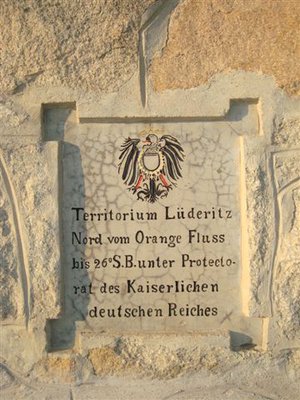 Territorium Lüderitz
Nord vom Orange Fluss
bis 26°S.B.unter Protecto-
rat des Kaiserlichen
deutschen Reiches